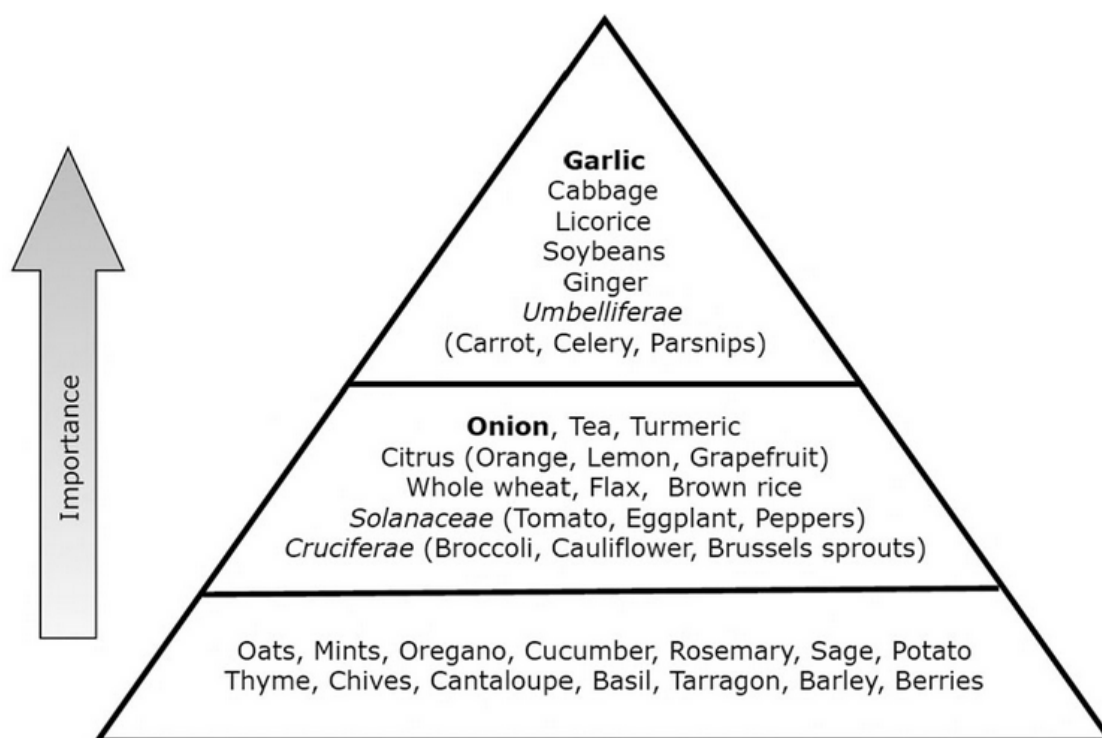 Importance
Garlic
Cabbage
Licorice
Soybeans
Ginger
Umbelliferae
(Carrot, Celery, Parsnips)
Onion, Tea, Turmeric
Citrus (Orange, Lemon, Grapefruit)
Whole wheat, Flax, Brown rice
Solanaceae (Tomato, Eggplant, Peppers)
Cruciferae (Broccoli, Cauliflower, Brussels sprouts)
Oats, Mints, Oregano, Cucumber, Rosemary, Sage, Potato
Thyme, Chives, Cantaloupe, Basil, Tarragon, Barley, Berries